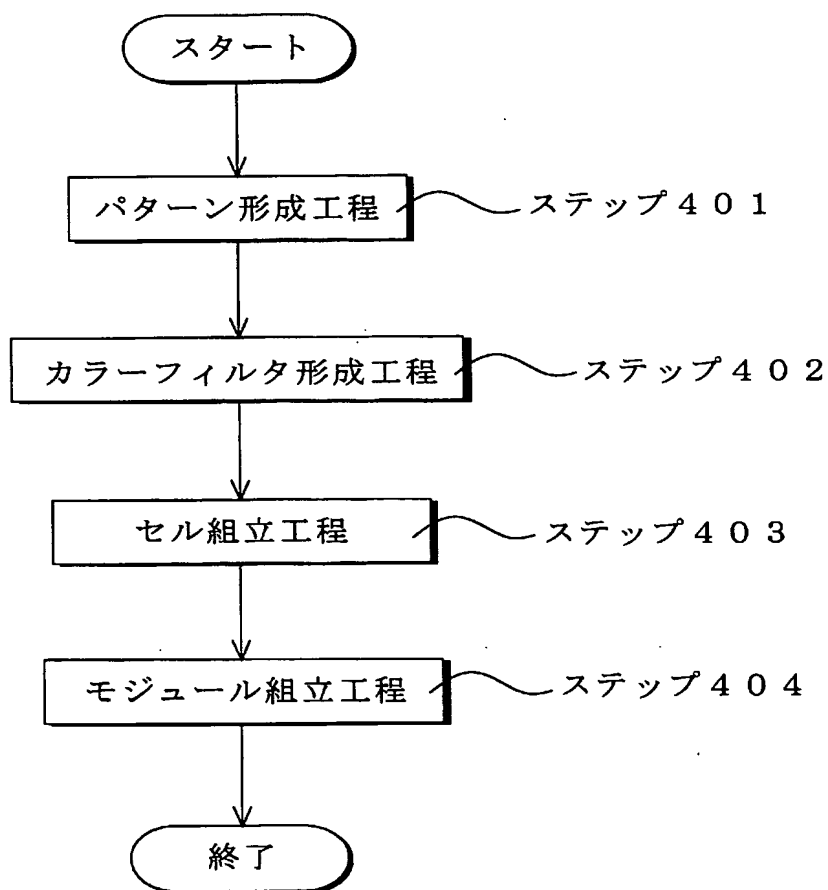 スタート
パターン形成工程
ステップ401
カラーフィルタ形成工程
ステップ402
セル組立工程
ステップ403
モジュール組立工程
ステップ404
終了